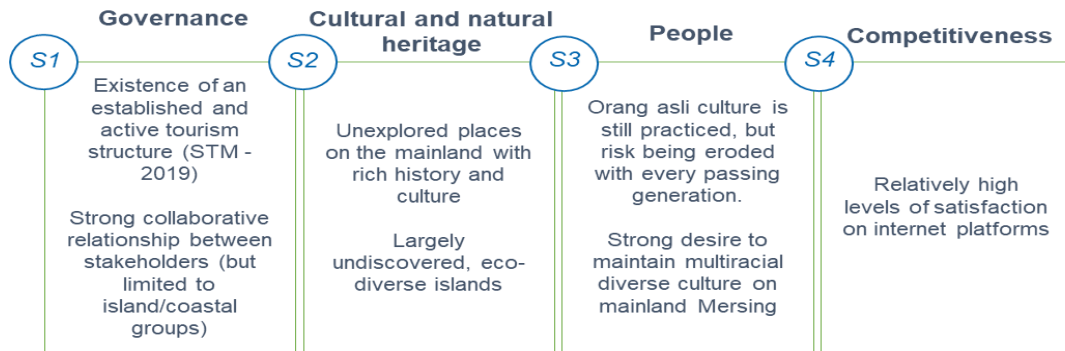 S1
Governance
Existence of an
established and
active tourism
structure (STM -
2019)
Strong collaborative
relationship between
stakeholders (but
limited to
island/coastal
groups)
S2
Cultural and natural
heritage
Unexplored places
on the mainland with
rich history and
culture
Largely
undiscovered, eco-
diverse islands
S3
People
Orang asli culture is
still practiced, but
risk being eroded
with every passing
generation.
Strong desire to
maintain multiracial
diverse culture on
mainland Mersing
S4
Competitiveness
Relatively high
levels of satisfaction
on internet platforms